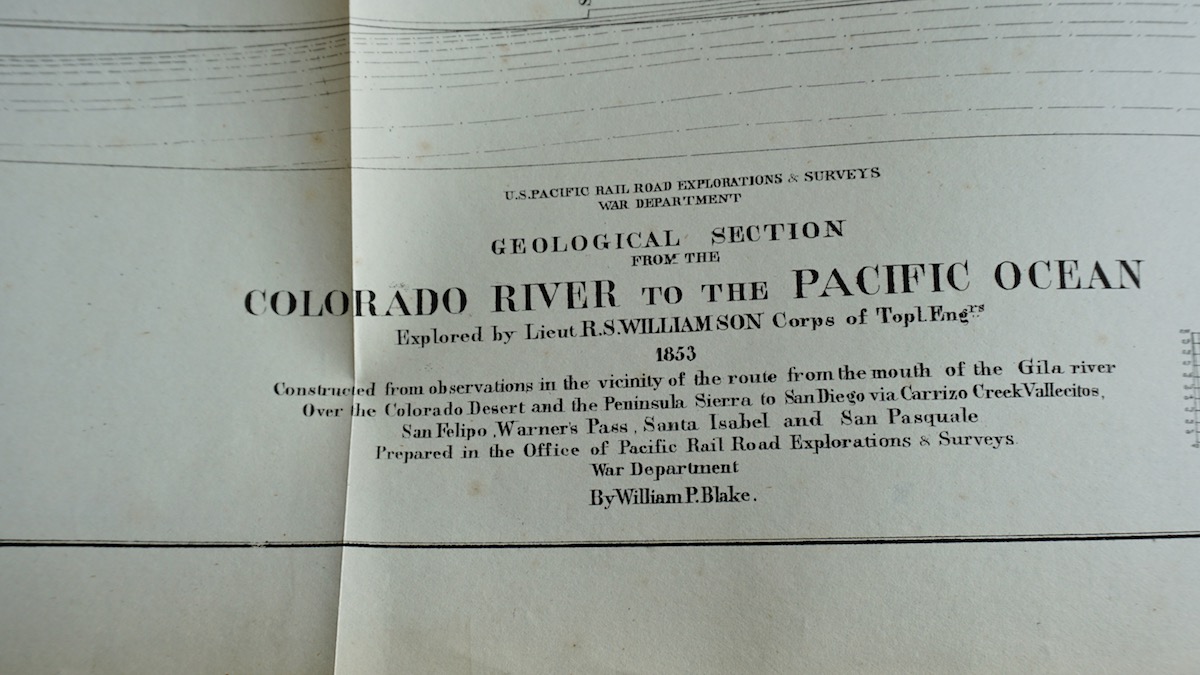 U.S. PACIFIC RAIL ROAD EXPLORATIONS & SURVEYS
WAR DEPARTMENT
GEOLOGICAL SECTION
FROM THE
COLORADO RIVER TO THE PACIFIC OCEAN
Explored by Lieut R.S. WILLIAMSON Corps of Topl. Engrs
1853
Constructed from observations in the vicinity of the route from the mouth of the Gila river
Over the Colorado Desert and the Peninsula Sierra to San Diego via Carrizo Creek Vallecitos,
San Felipo, Warner's Pass, Santa Isabel and San Pasquale
Prepared in the Office of Pacific Rail Road Explorations & Surveys
War Department
By William P. Blake.